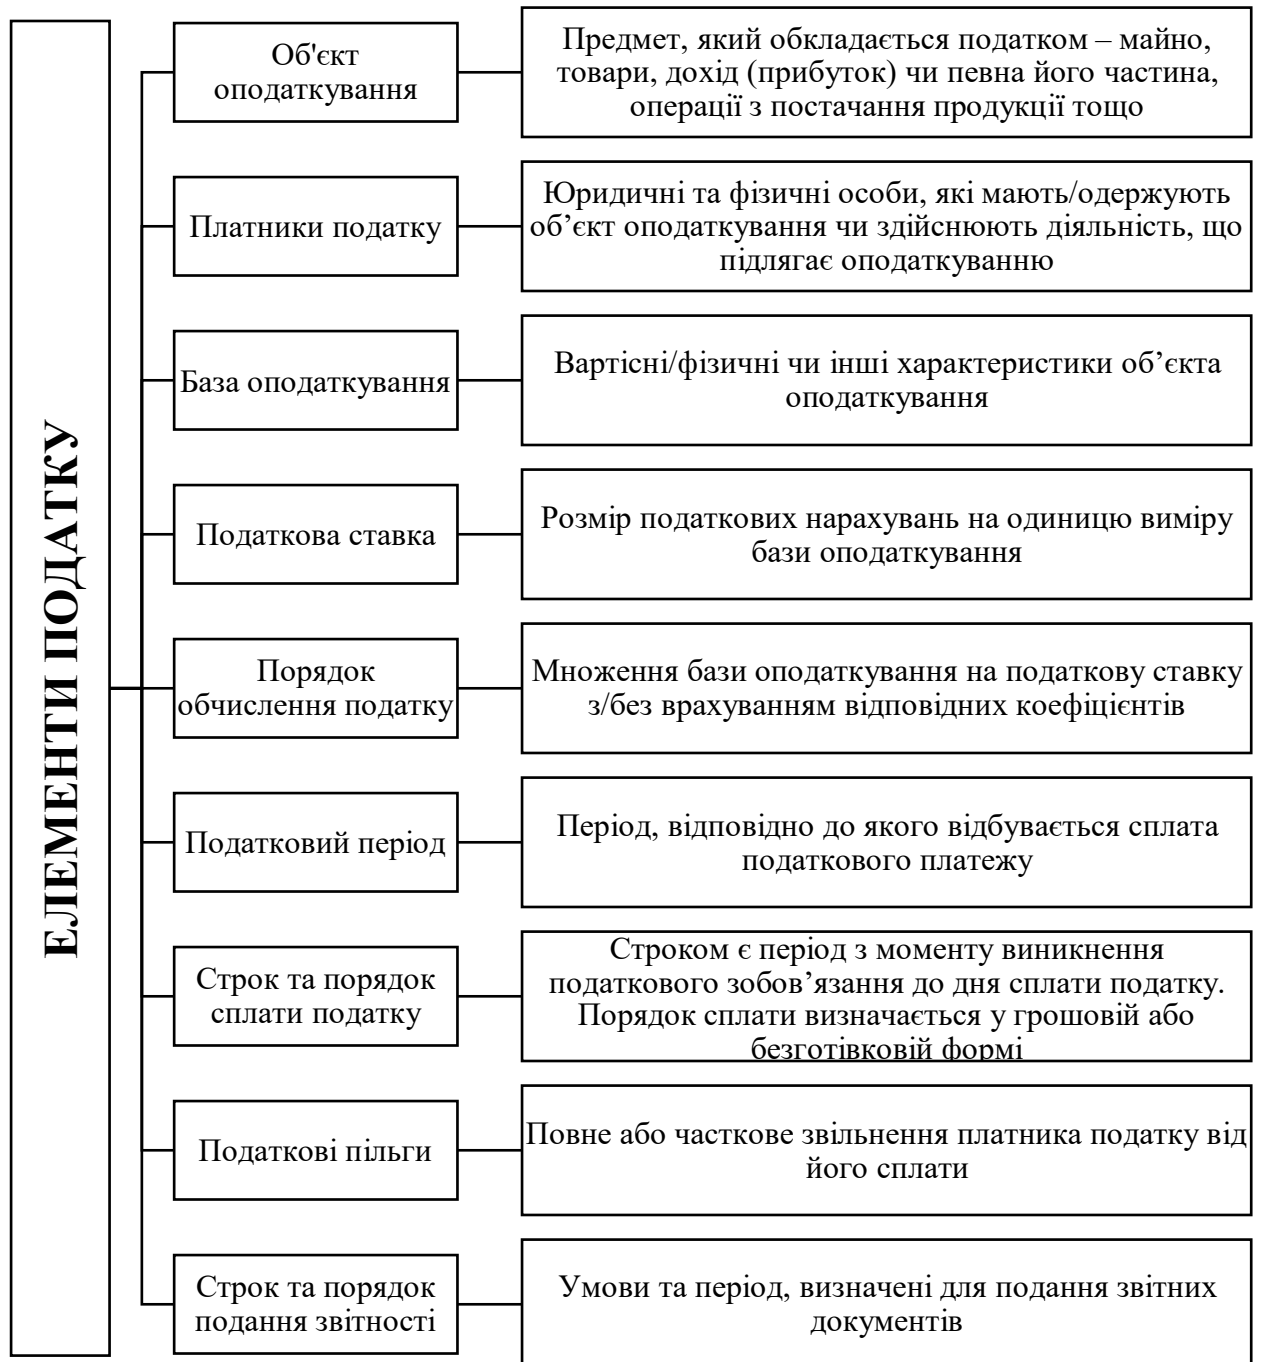 ЕЛЕМЕНТИ ПОДАТКУ
Об'єкт
оподаткування
Предмет, який обкладається податком – майно,
товари, дохід (прибуток) чи певна його частина,
операції з постачання продукції тощо
Платники податку
Юридичні та фізичні особи, які мають/одержують
об’єкт оподаткування чи здійснюють діяльність, що
підлягає оподаткуванню
База оподаткування
Вартісні/фізичні чи інші характеристики об’єкта
оподаткування
Податкова ставка
Розмір податкових нарахувань на одиницю виміру
бази оподаткування
Порядок
обчислення податку
Множення бази оподаткування на податкову ставку
з/без врахуванням відповідних коефіцієнтів
Податковий період
Період, відповідно до якого відбувається сплата
податкового платежу
Строк та порядок
сплати податку
Строком є період з моменту виникнення
податкового зобов’язання до дня сплати податку.
Порядок сплати визначається у грошовій або
безготівковій формі
Податкові пільги
Повне або часткове звільнення платника податку від
його сплати
Строк та порядок
подання звітності
Умови та період, визначені для подання звітних
документів